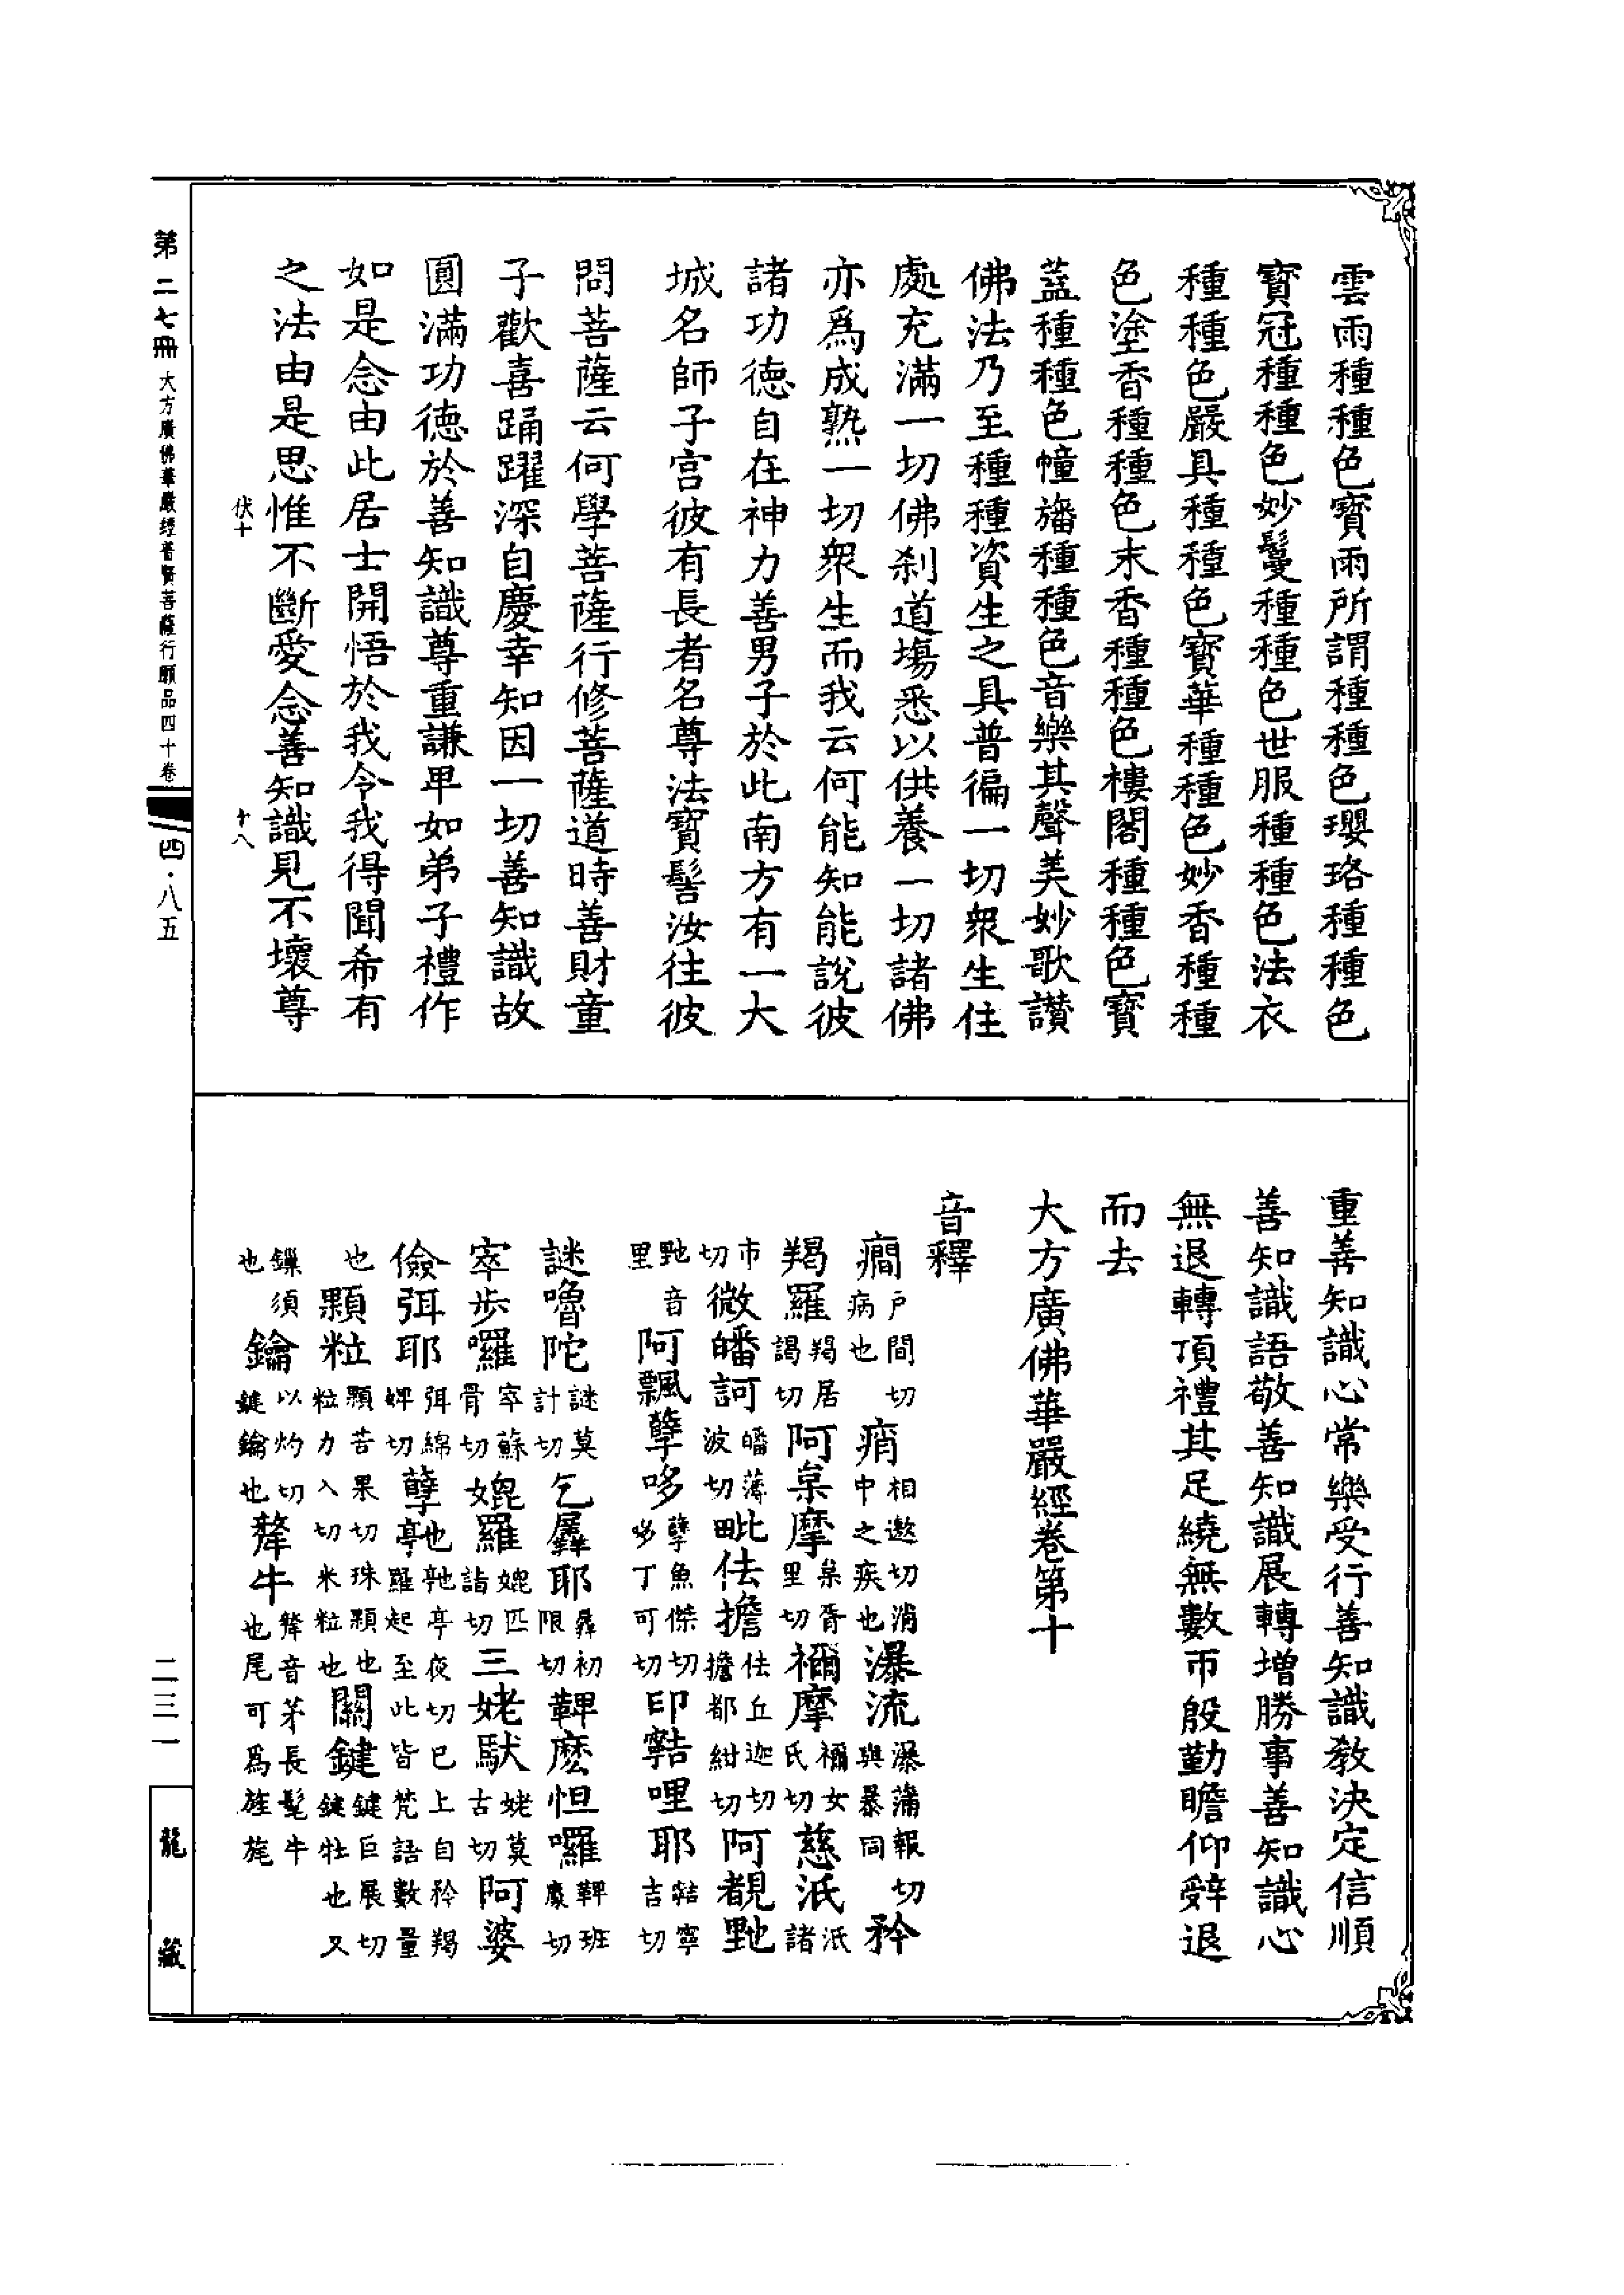 雲雨種種色寶雨所謂種種色瓔珞種種色
寶冠種種色妙鬘種種色世服種種色法衣
種種色嚴具種種色寶華種種色妙香種種
色塗香種種色末香種種色樓閣種種色寶
蓋種種色幢旛種種色音樂其聲美妙歌讃
佛法乃至種種資生之具普徧一切衆生住
處充滿一切佛刹道塲悉以供養一切諸佛
亦爲成熟一切衆生而我云何能知能說彼
諸功德自在神力善男子於此南方有一大
城名師子宫彼有長者名尊法寳髻汝往彼
問菩薩云何學菩薩行修菩薩道時善財童
子歡喜踊躍深自慶幸知因一切善知識故
圓滿功德於善知識尊重謙卑如弟子禮作
如是念由此居士開悟於我令我得聞希有
之法由是思惟不斷愛念善知識見不壞尊
伏十 十八
重善知識心常樂受行善知識教決定信順
善知識語敬善知識展轉增勝事善知識心
無退轉頂禮其足繞無數帀殷勤瞻仰辤退
而去
大方廣佛華嚴經卷第十
音釋
癎戶間切病也 痟相邀切消中之疾也 瀑流瀑蒲報切與暴同 矜
羯羅羯居謁切 阿枲摩枲胥里切 禰摩禰女氏切 慈泜泜諸
市切 微皤訶皤薄波切 毗佉擔佉丘迦切擔都紺切 阿覩䵝
䵝音里 阿飄孽哆孽魚傑切哆丁可切 印䶝哩耶䶝寧吉切
謎魯陀謎莫計切 乞羼耶羼初限切 鞞麽怛囉鞞班麋切
窣步囉窣蘇骨切 媲羅媲匹詣切 三姥䭾姥莫古切 阿婆
儉弭耶弭綿婢切 孽也亭亭夜切已上自矜羯羅起至此皆梵語數量
也 顆粒顆苦果切珠顆也粒力入切米粒也 關鍵鍵巨展切鍵牡也又
鏁須也 鑰以灼切鍵鑰也 犛牛犛音茅長髦牛也尾可爲旌旄
第二七冊 大方廣佛華嚴經普賢菩薩行願品四十卷 四·八五
二三一
龍藏